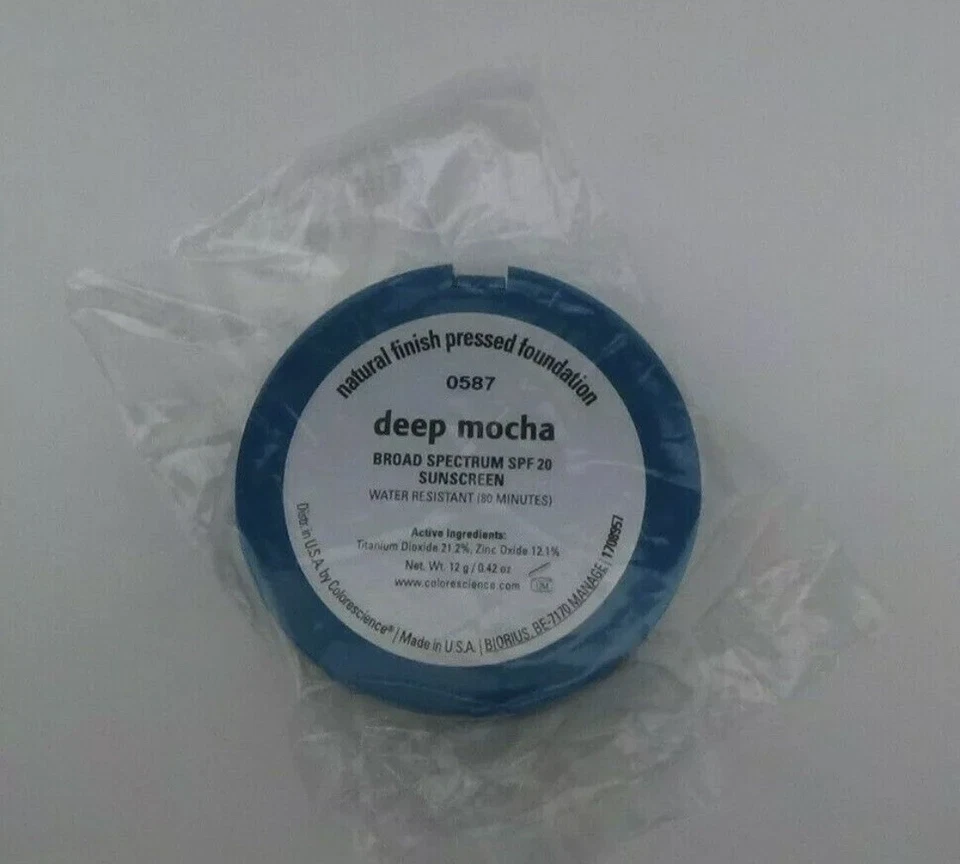 natural finish pressed foundation
0587
deep mocha
BROAD SPECTRUM SPF 20
SUNSCREEN
WATER RESISTANT (80 MINUTES)
Active Ingredients:
Titanium Dioxide 21.2%, Zinc Oxide 12.1%
Net. Wt. 12 g / 0.42 oz
www.colorescience.com
Distr. in U.S.A. by Colorescience® | Made in U.S.A. | BIORIUS, BE-7170 MANAGE | 1708957